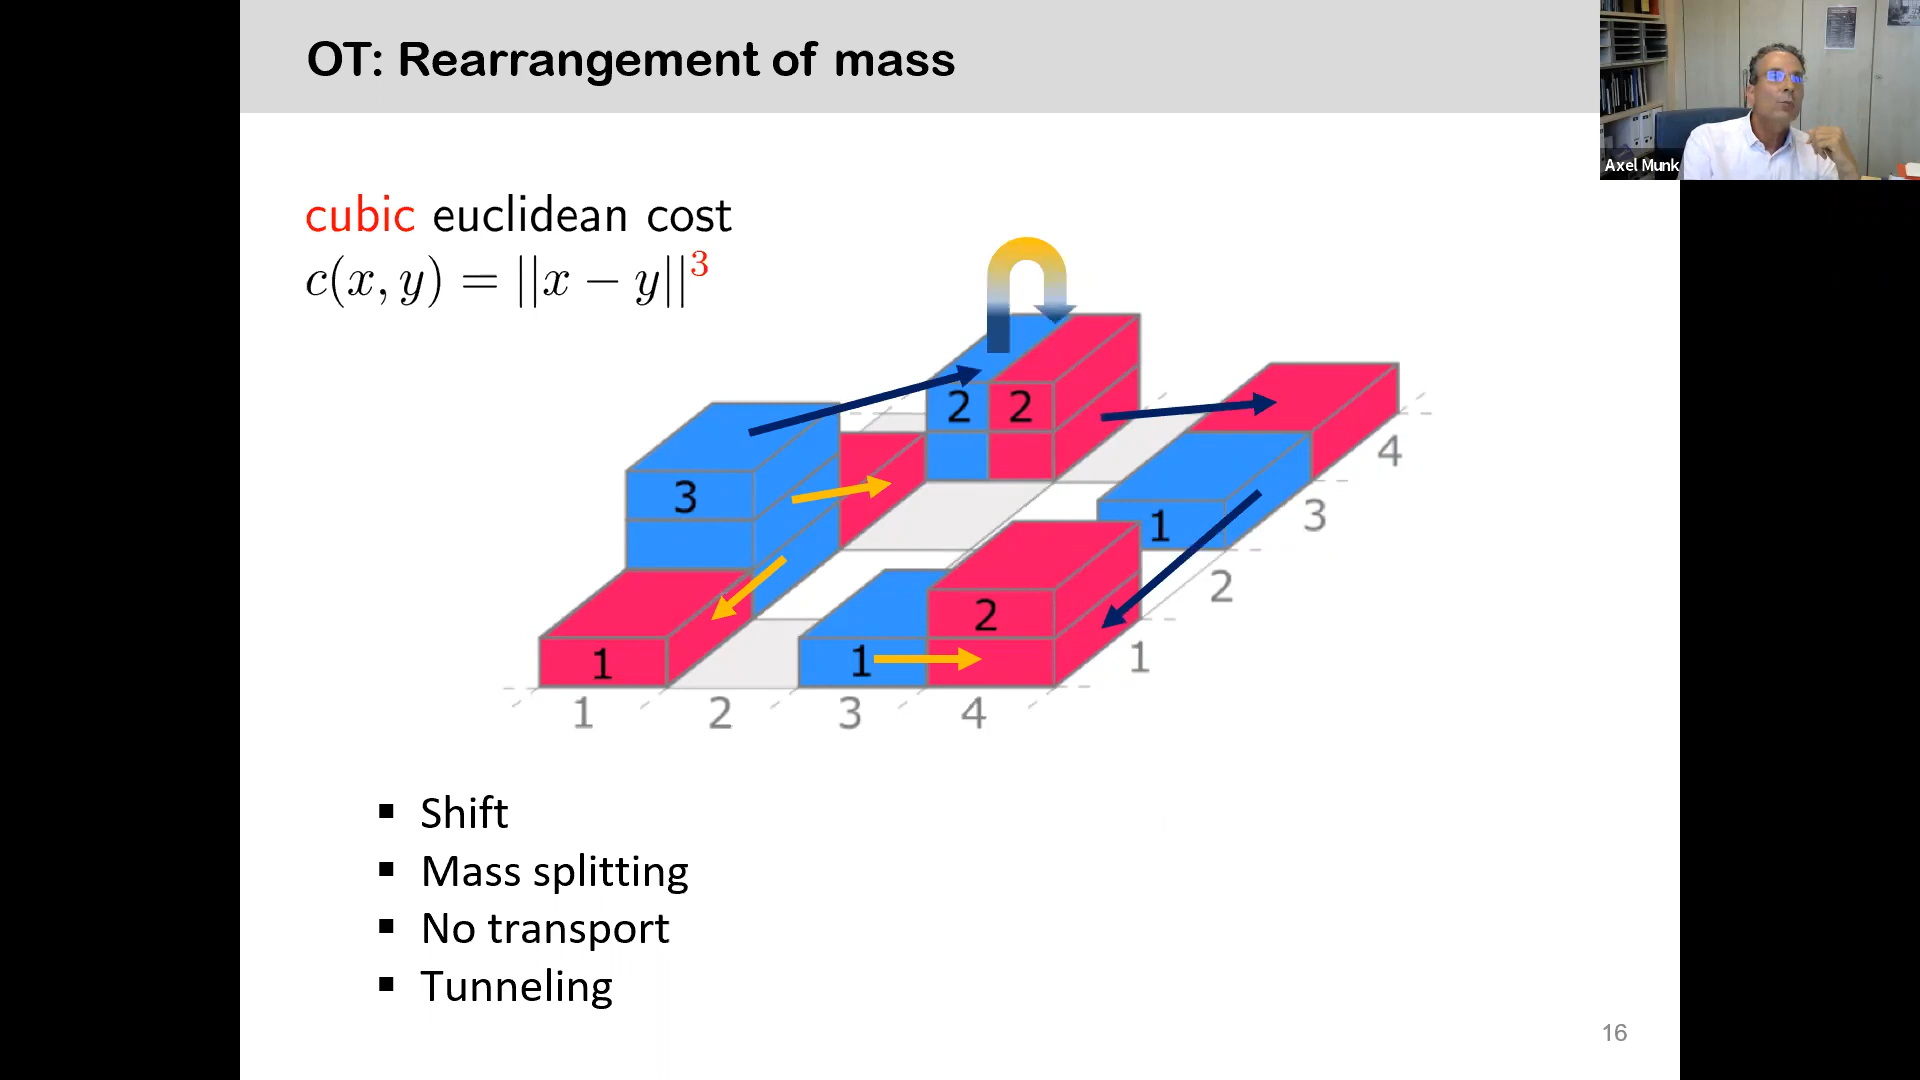 OT: Rearrangement of mass
Axel Munk
cubic euclidean cost
c(x, y) = ||x − y||³
2 2
3
4
1
3
2
2
1
1
1
1 2 3 4
▪ Shift
▪ Mass splitting
▪ No transport
▪ Tunneling
16